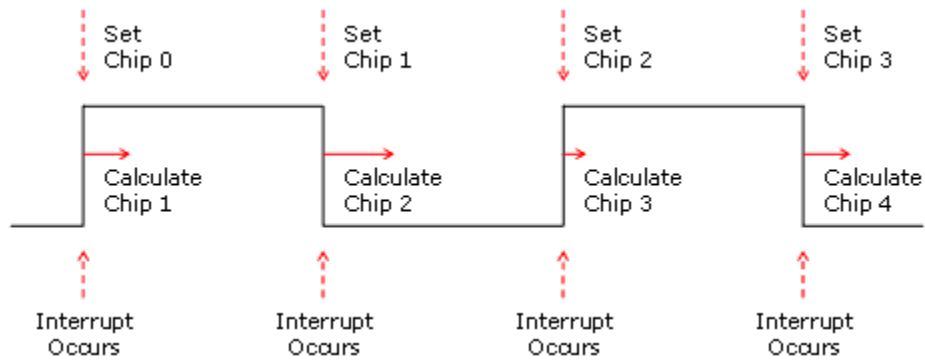 Set
Chip 0
Set
Chip 1
Set
Chip 2
Set
Chip 3
Calculate
Chip 1
Calculate
Chip 2
Calculate
Chip 3
Calculate
Chip 4
Interrupt
Occurs
Interrupt
Occurs
Interrupt
Occurs
Interrupt
Occurs